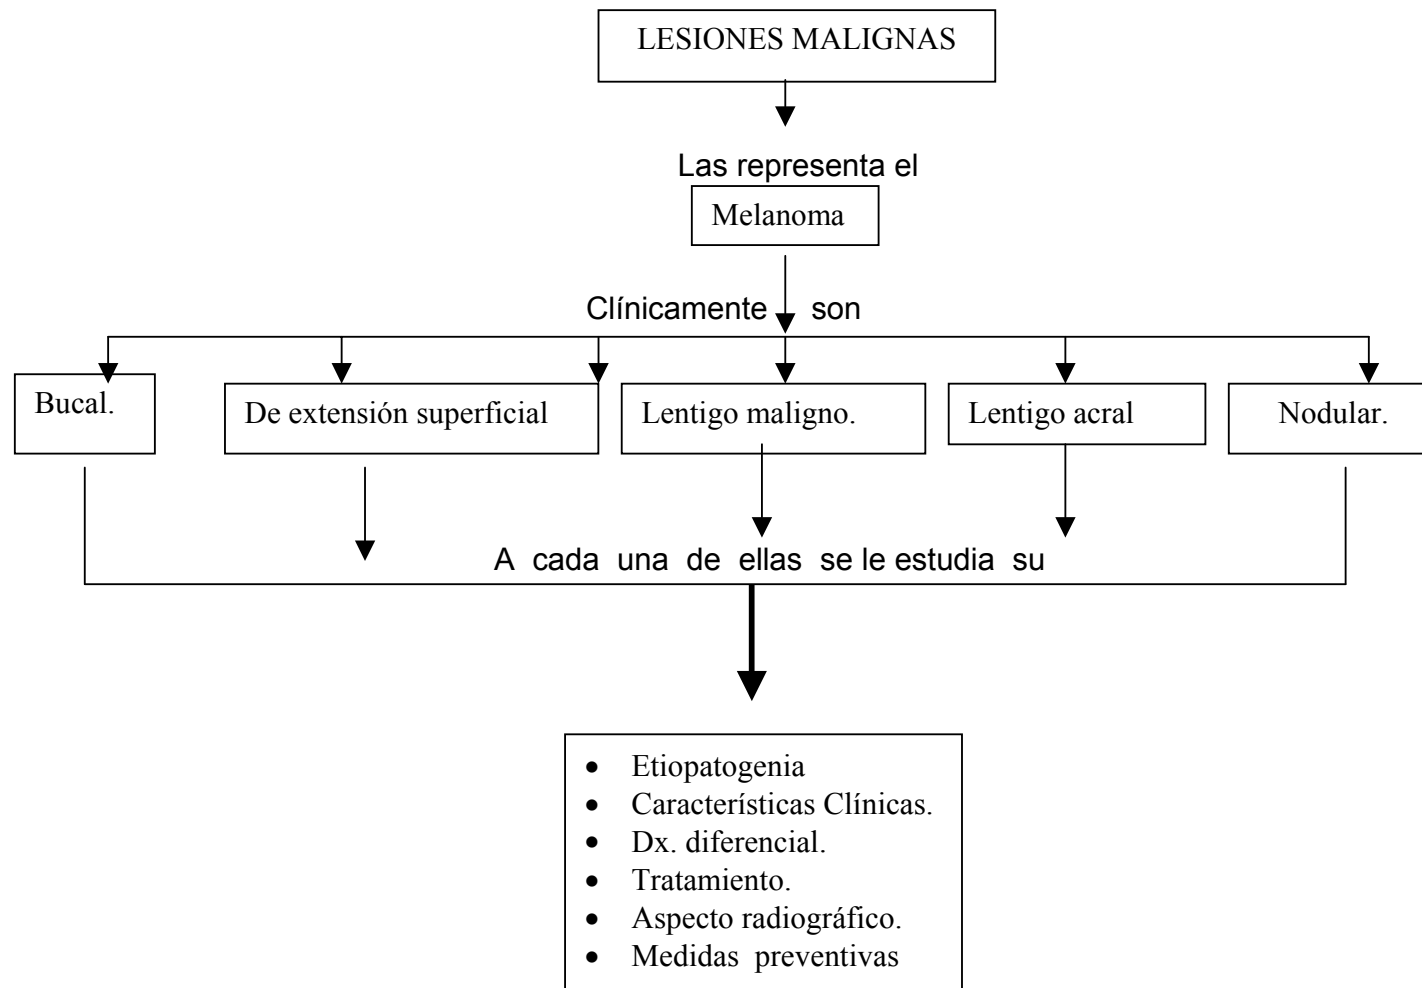 LESIONES MALIGNAS
Las representa el
Melanoma
Clínicamente son
Bucal.
De extensión superficial
Lentigo maligno.
Lentigo acral
Nodular.
A cada una de ellas se le estudia su
• Etiopatogenia
• Características Clínicas.
• Dx. diferencial.
• Tratamiento.
• Aspecto radiográfico.
• Medidas preventivas